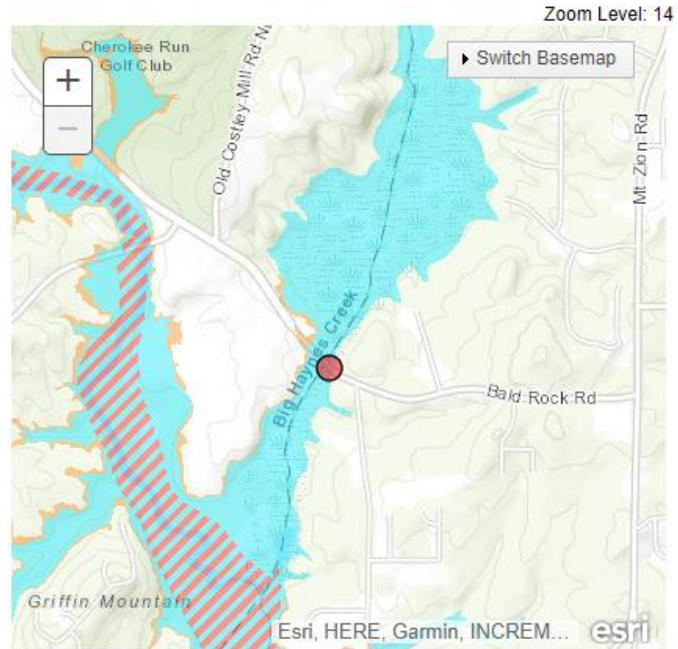 Zoom Level: 14
Cherokee Run
Golf Club
+
Switch Basemap
−
Old Costley Mill Rd N
Mt Zion Rd
Big Haynes Creek
Bald Rock Rd
Griffin Mountain
Esri, HERE, Garmin, INCREM...
esri